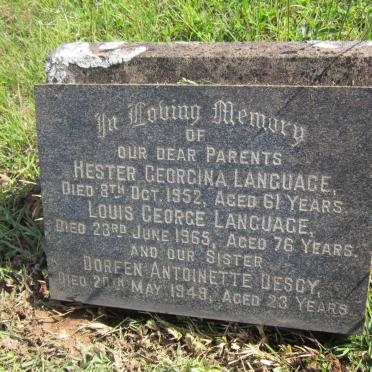 In Loving Memory
OF
OUR DEAR PARENTS
HESTER GEORGINA LANGUAGE,
DIED 8TH OCT. 1952, AGED 61 YEARS.
LOUIS GEORGE LANGUAGE,
DIED 23RD JUNE 1965, AGED 76 YEARS.
AND OUR SISTER
DOREEN ANTOINETTE DESCY,
DIED 20TH MAY 1949, AGED 23 YEARS